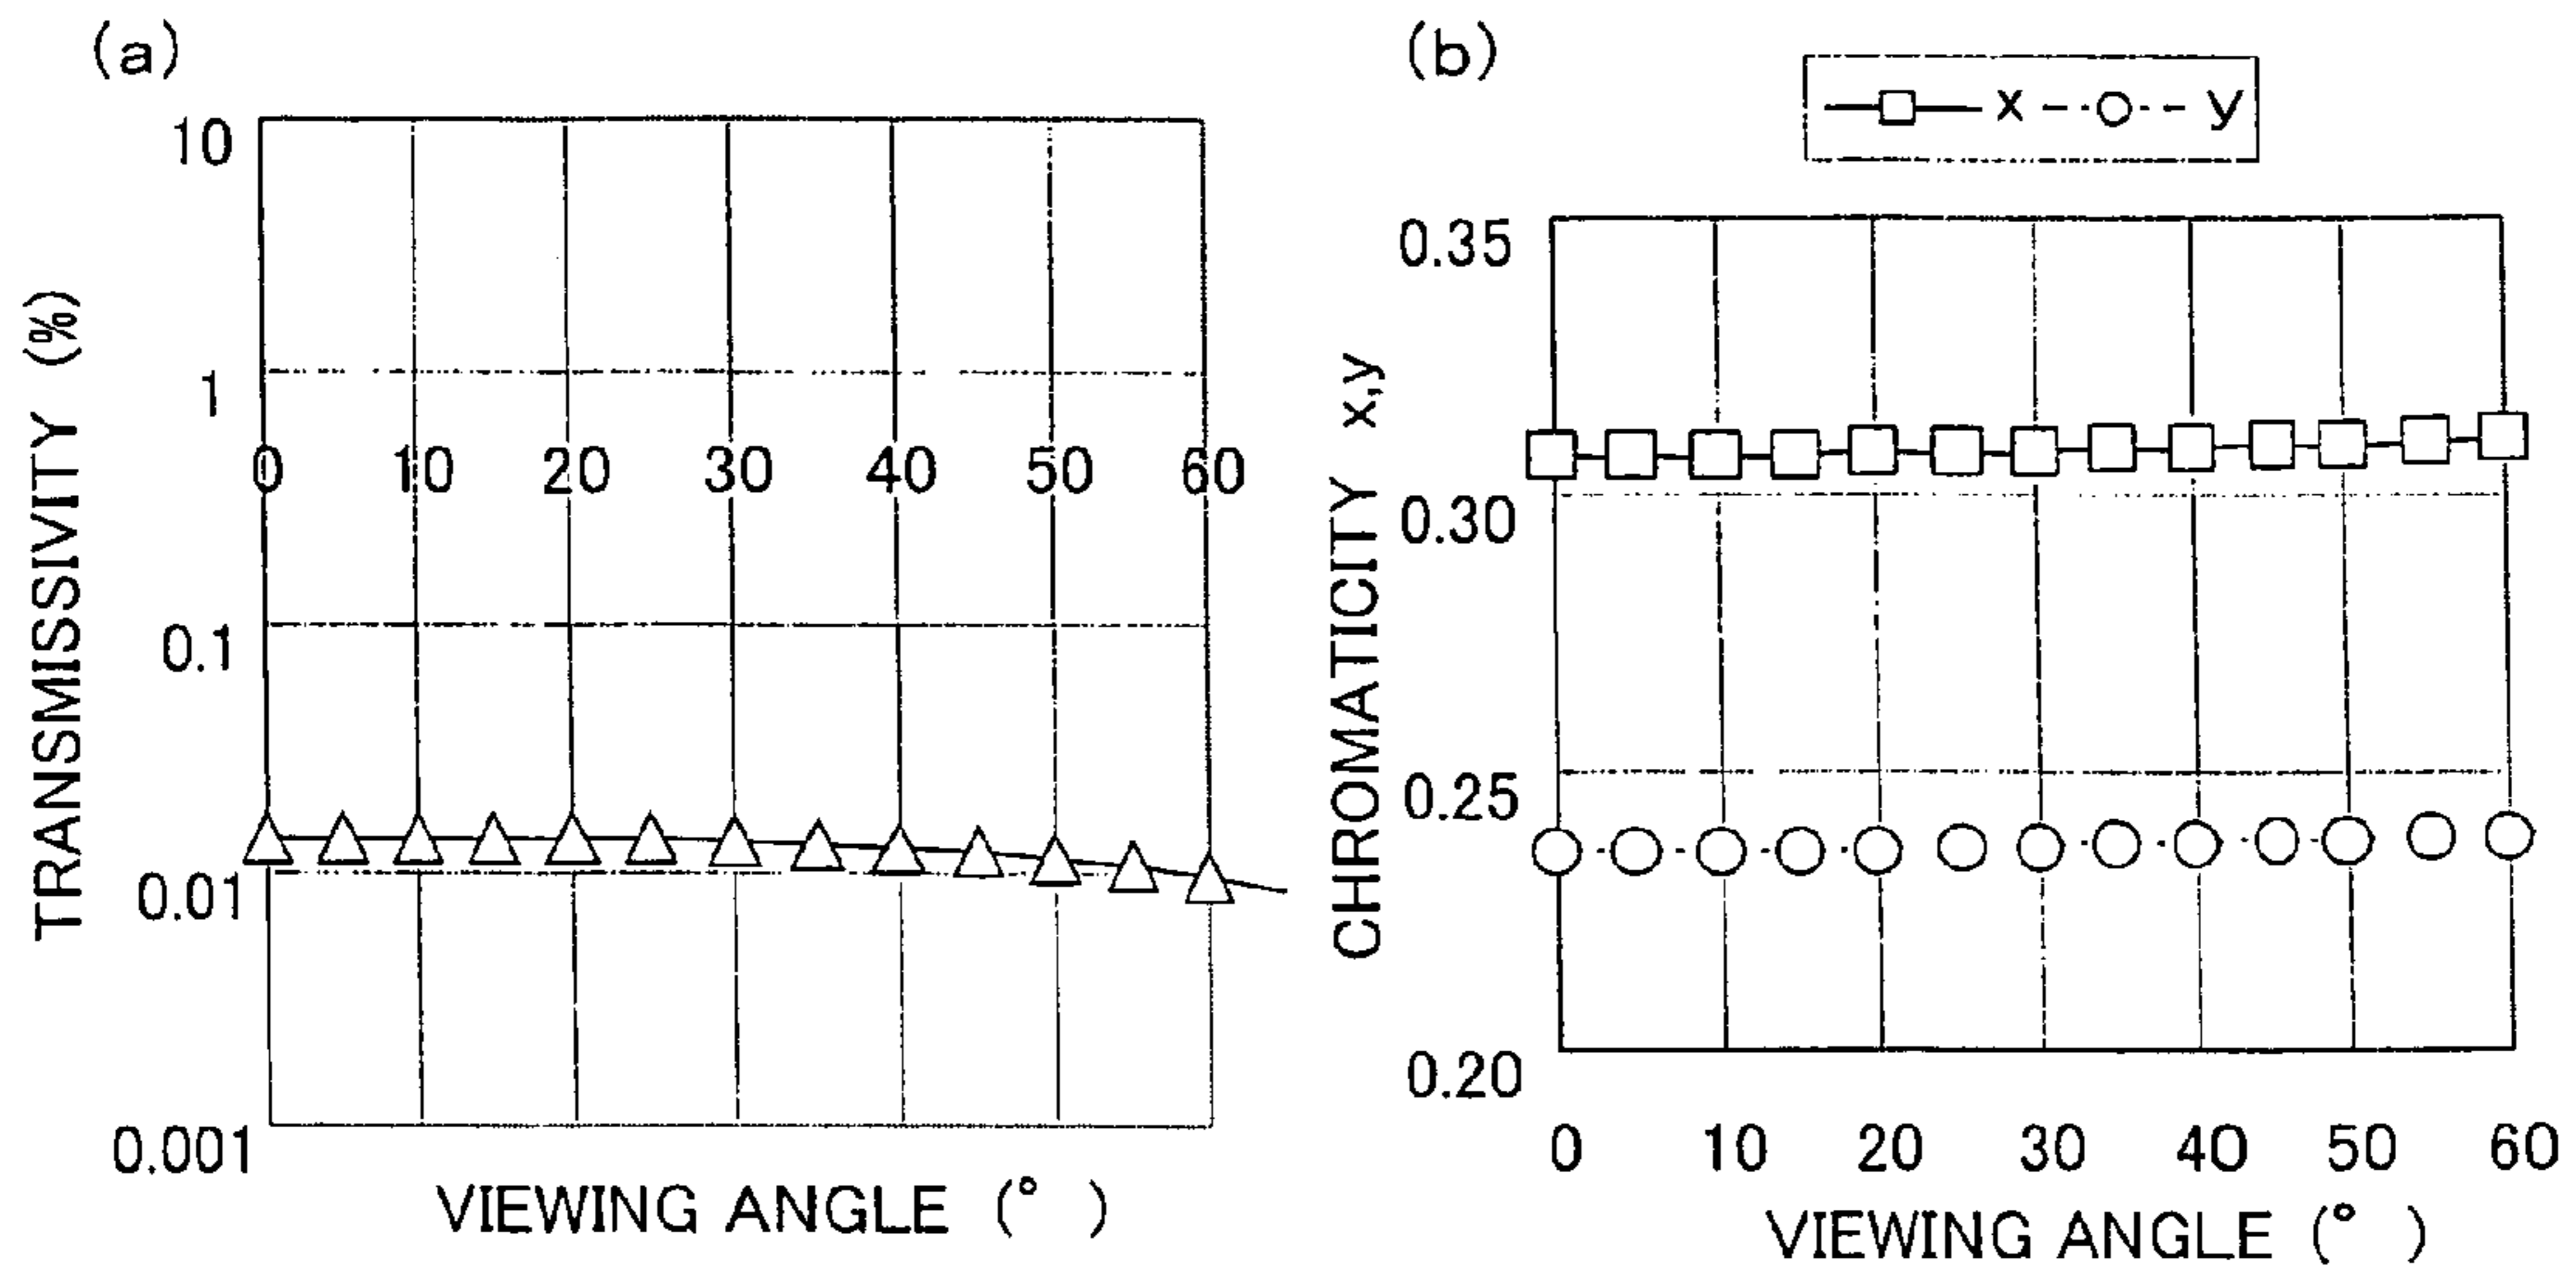 (a)
10
1
0 10 20 30 40 50 60
0.1
0.01
0.001
TRANSMISSIVITY (%)
VIEWING ANGLE (° )
(b)
x y
0.35
0.30
0.25
0.20
CHROMATICITY x,y
0 10 20 30 40 50 60
VIEWING ANGLE (° )